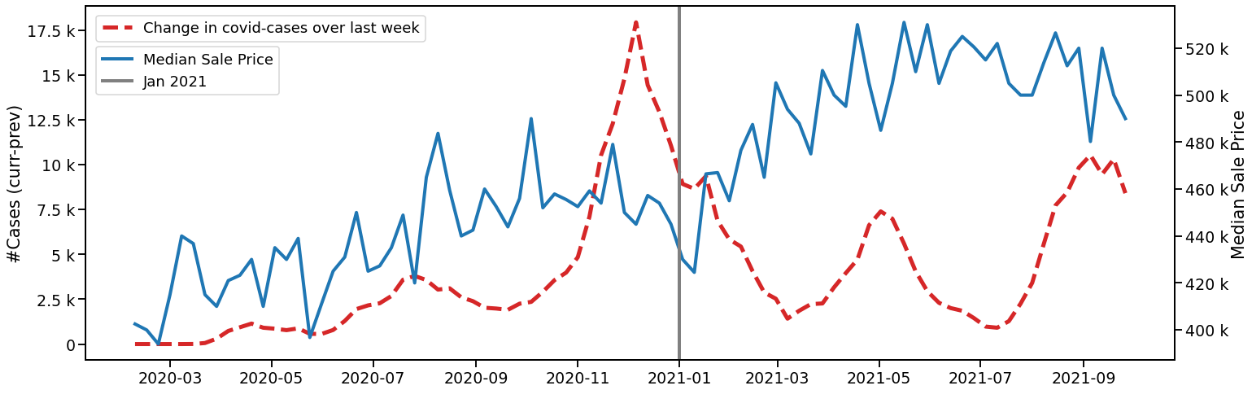 Change in covid-cases over last week
Median Sale Price
Jan 2021
#Cases (curr-prev)
17.5 k
15 k
12.5 k
10 k
7.5 k
5 k
2.5 k
0
520 k
500 k
480 k
460 k
440 k
420 k
400 k
Median Sale Price
2020-03 2020-05 2020-07 2020-09 2020-11 2021-01 2021-03 2021-05 2021-07 2021-09